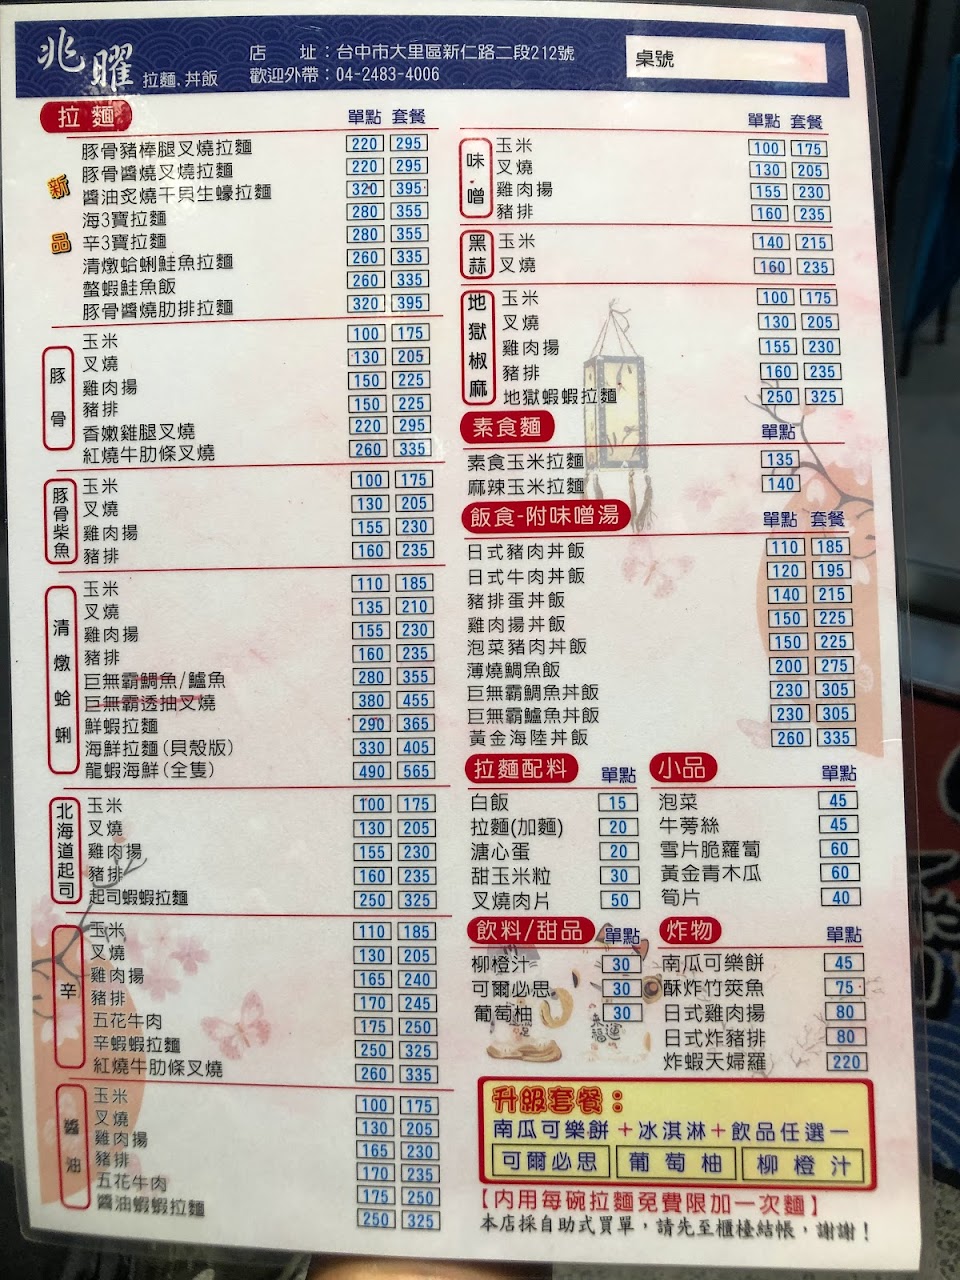 兆曜 拉麵.丼飯
店　　址：台中市大里區新仁路二段212號
歡迎外帶：04-2483-4006
桌號
拉麵 單點 套餐
新品
豚骨豬棒腿叉燒拉麵 220 295
豚骨醬燒叉燒拉麵 220 295
醬油炙燒干貝生蠔拉麵 320 395
海3寶拉麵 280 355
辛3寶拉麵 280 355
清燉蛤蜊鮭魚拉麵 260 335
螯蝦鮭魚飯 260 335
豚骨醬燒肋排拉麵 320 395
豚骨
玉米 100 175
叉燒 130 205
雞肉揚 150 225
豬排 150 225
香嫩雞腿叉燒 220 295
紅燒牛肋條叉燒 260 335
豚骨柴魚
玉米 100 175
叉燒 130 205
雞肉揚 155 230
豬排 160 235
清燉蛤蜊
玉米 110 185
叉燒 135 210
雞肉揚 155 230
豬排 160 235
巨無霸鯛魚/鱸魚 280 355
巨無霸透抽叉燒 380 455
鮮蝦拉麵 290 365
海鮮拉麵(貝殼版) 330 405
龍蝦海鮮(全隻) 490 565
北海道起司
玉米 100 175
叉燒 130 205
雞肉揚 155 230
豬排 160 235
起司蝦蝦拉麵 250 325
辛
玉米 110 185
叉燒 130 205
雞肉揚 165 240
豬排 170 245
五花牛肉 175 250
辛蝦蝦拉麵 250 325
紅燒牛肋條叉燒 260 335
醬油
玉米 100 175
叉燒 130 205
雞肉揚 165 230
豬排 170 235
五花牛肉 175 250
醬油蝦蝦拉麵 250 325
單點 套餐
味噌
玉米 100 175
叉燒 130 205
雞肉揚 155 230
豬排 160 235
黑蒜
玉米 140 215
叉燒 160 235
地獄椒麻
玉米 100 175
叉燒 130 205
雞肉揚 155 230
豬排 160 235
地獄蝦蝦拉麵 250 325
素食麵 單點
素食玉米拉麵 135
麻辣玉米拉麵 140
飯食-附味噌湯 單點 套餐
日式豬肉丼飯 110 185
日式牛肉丼飯 120 195
豬排蛋丼飯 140 215
雞肉揚丼飯 150 225
泡菜豬肉丼飯 150 225
薄燒鯛魚飯 200 275
巨無霸鯛魚丼飯 230 305
巨無霸鱸魚丼飯 230 305
黃金海陸丼飯 260 335
拉麵配料 單點
白飯 15
拉麵(加麵) 20
溏心蛋 20
甜玉米粒 30
叉燒肉片 50
小品 單點
泡菜 45
牛蒡絲 45
雪片脆蘿蔔 60
黃金青木瓜 60
筍片 40
飲料/甜品 單點
柳橙汁 30
可爾必思 30
葡萄柚 30
炸物 單點
南瓜可樂餅 45
酥炸竹筴魚 75
日式雞肉揚 80
日式炸豬排 80
炸蝦天婦羅 220
升級套餐：
南瓜可樂餅＋冰淇淋＋飲品任選一
可爾必思 葡萄柚 柳橙汁
【內用每碗拉麵免費限加一次麵】
本店採自助式買單，請先至櫃檯結帳，謝謝！